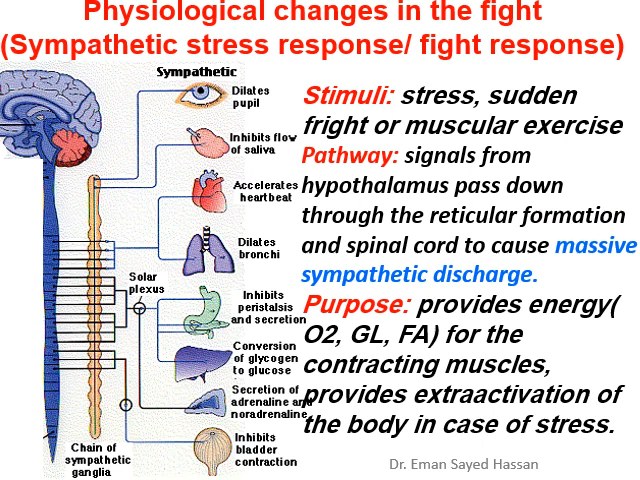 Physiological changes in the fight
(Sympathetic stress response/ fight response)
Sympathetic
Dilates
pupil
Inhibits flow
of saliva
Accelerates
heartbeat
Dilates
bronchi
Solar
plexus
Inhibits
peristalsis
and secretion
Conversion
of glycogen
to glucose
Secretion of
adrenaline and
noradrenaline
Inhibits
bladder
contraction
Chain of
sympathetic
ganglia
Stimuli: stress, sudden
fright or muscular exercise
Pathway: signals from
hypothalamus pass down
through the reticular formation
and spinal cord to cause massive
sympathetic discharge.
Purpose: provides energy(
O2, GL, FA) for the
contracting muscles,
provides extraactivation of
the body in case of stress.
Dr. Eman Sayed Hassan